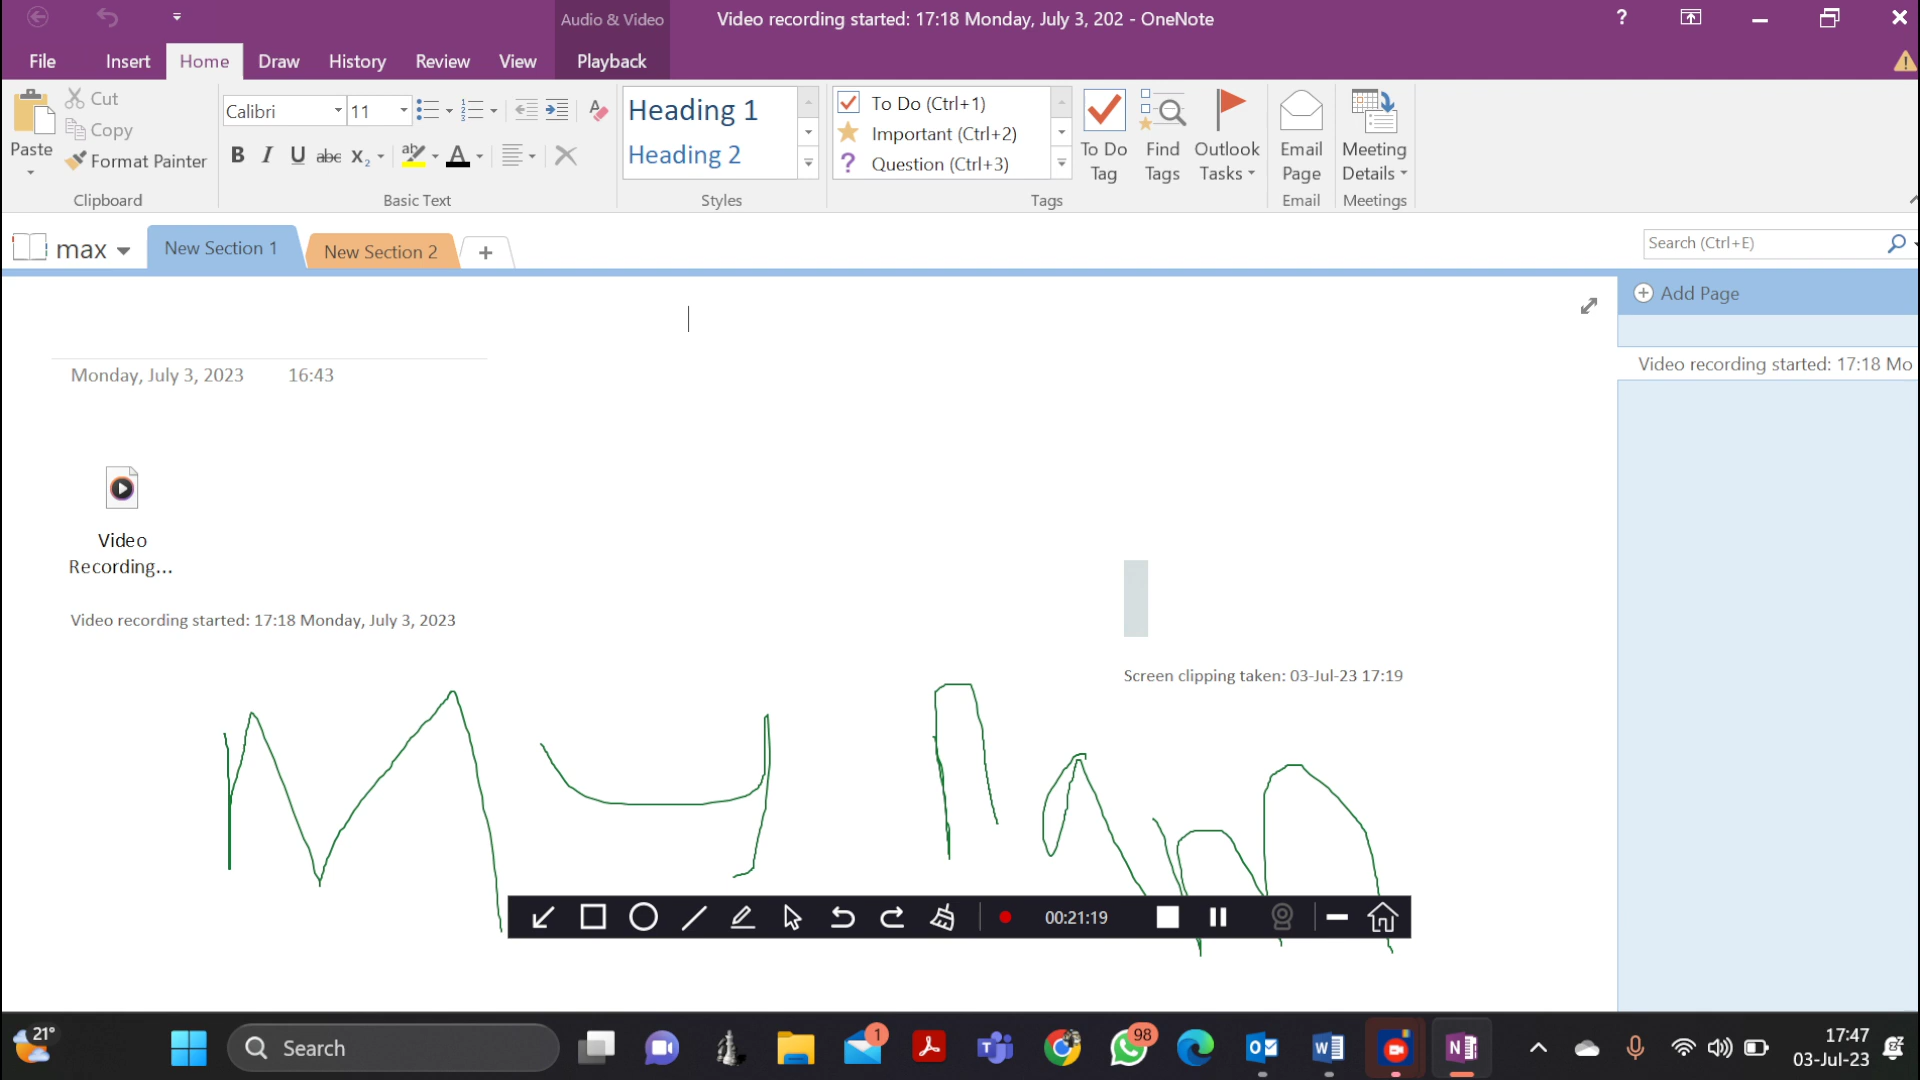 Audio & Video
Video recording started: 17:18 Monday, July 3, 202 - OneNote
?
File Insert Home Draw History Review View Playback
Paste
Cut
Copy
Format Painter
Clipboard
Calibri 11
B I U abc X₂ A
Basic Text
Heading 1
Heading 2
Styles
To Do (Ctrl+1)
Important (Ctrl+2)
Question (Ctrl+3)
To Do Tag
Find Tags
Tags
Outlook Tasks
Email Page
Email
Meeting Details
Meetings
max New Section 1 New Section 2 +
Search (Ctrl+E)
Add Page
Video recording started: 17:18 Mo
Monday, July 3, 2023 16:43
Video
Recording...
Video recording started: 17:18 Monday, July 3, 2023
Screen clipping taken: 03-Jul-23 17:19
My nam
00:21:19
21°
Search
1
98
17:47
03-Jul-23